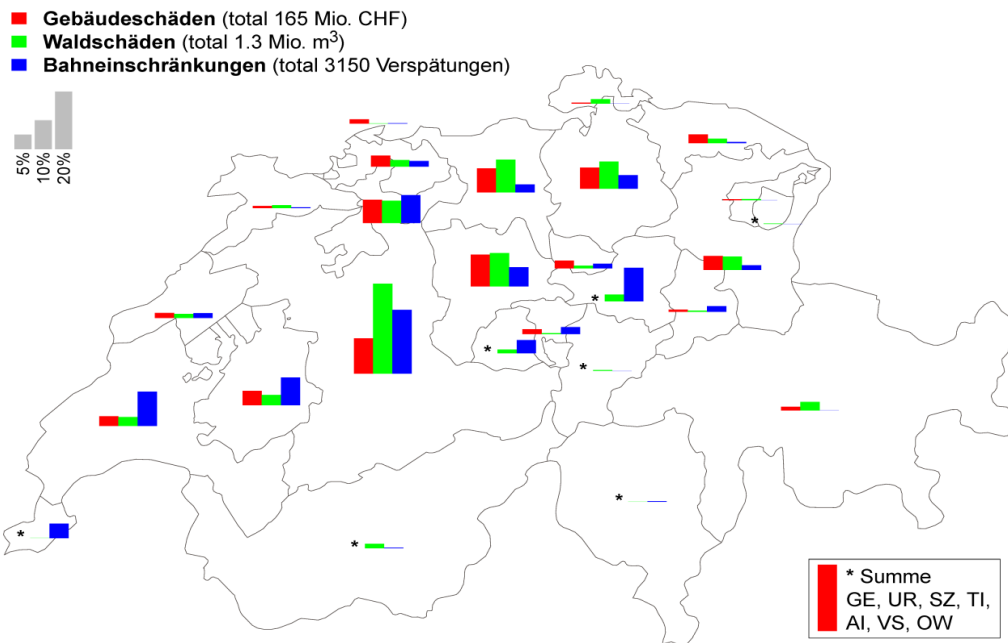 Gebäudeschäden (total 165 Mio. CHF)
Waldschäden (total 1.3 Mio. m³)
Bahneinschränkungen (total 3150 Verspätungen)
5%
10%
20%
*
*
*
*
*
*
*
* Summe
GE, UR, SZ, TI,
AI, VS, OW